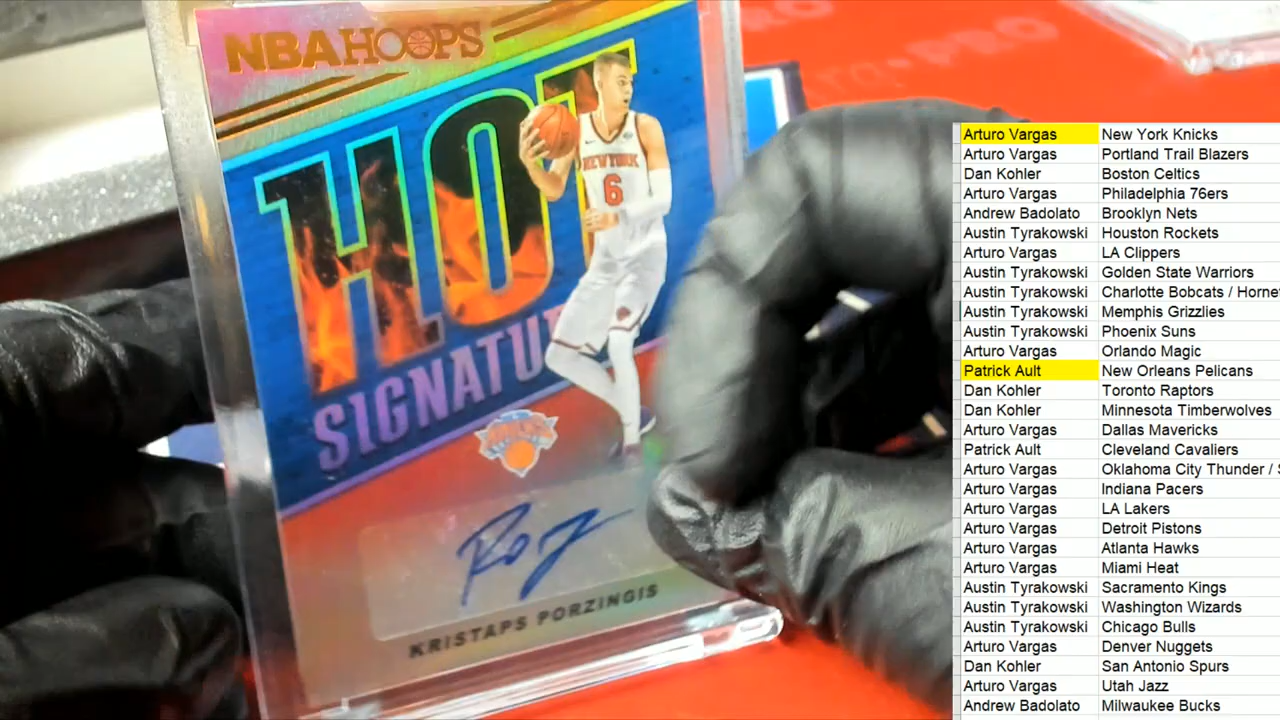 NBA HOOPS
HOT
SIGNATU
NEW YORK
6
KRISTAPS PORZINGIS
PRO
Arturo Vargas New York Knicks
Arturo Vargas Portland Trail Blazers
Dan Kohler Boston Celtics
Arturo Vargas Philadelphia 76ers
Andrew Badolato Brooklyn Nets
Austin Tyrakowski Houston Rockets
Arturo Vargas LA Clippers
Austin Tyrakowski Golden State Warriors
Austin Tyrakowski Charlotte Bobcats / Horne
Austin Tyrakowski Memphis Grizzlies
Austin Tyrakowski Phoenix Suns
Arturo Vargas Orlando Magic
Patrick Ault New Orleans Pelicans
Dan Kohler Toronto Raptors
Dan Kohler Minnesota Timberwolves
Arturo Vargas Dallas Mavericks
Patrick Ault Cleveland Cavaliers
Arturo Vargas Oklahoma City Thunder / S
Arturo Vargas Indiana Pacers
Arturo Vargas LA Lakers
Arturo Vargas Detroit Pistons
Arturo Vargas Atlanta Hawks
Arturo Vargas Miami Heat
Austin Tyrakowski Sacramento Kings
Austin Tyrakowski Washington Wizards
Austin Tyrakowski Chicago Bulls
Arturo Vargas Denver Nuggets
Dan Kohler San Antonio Spurs
Arturo Vargas Utah Jazz
Andrew Badolato Milwaukee Bucks